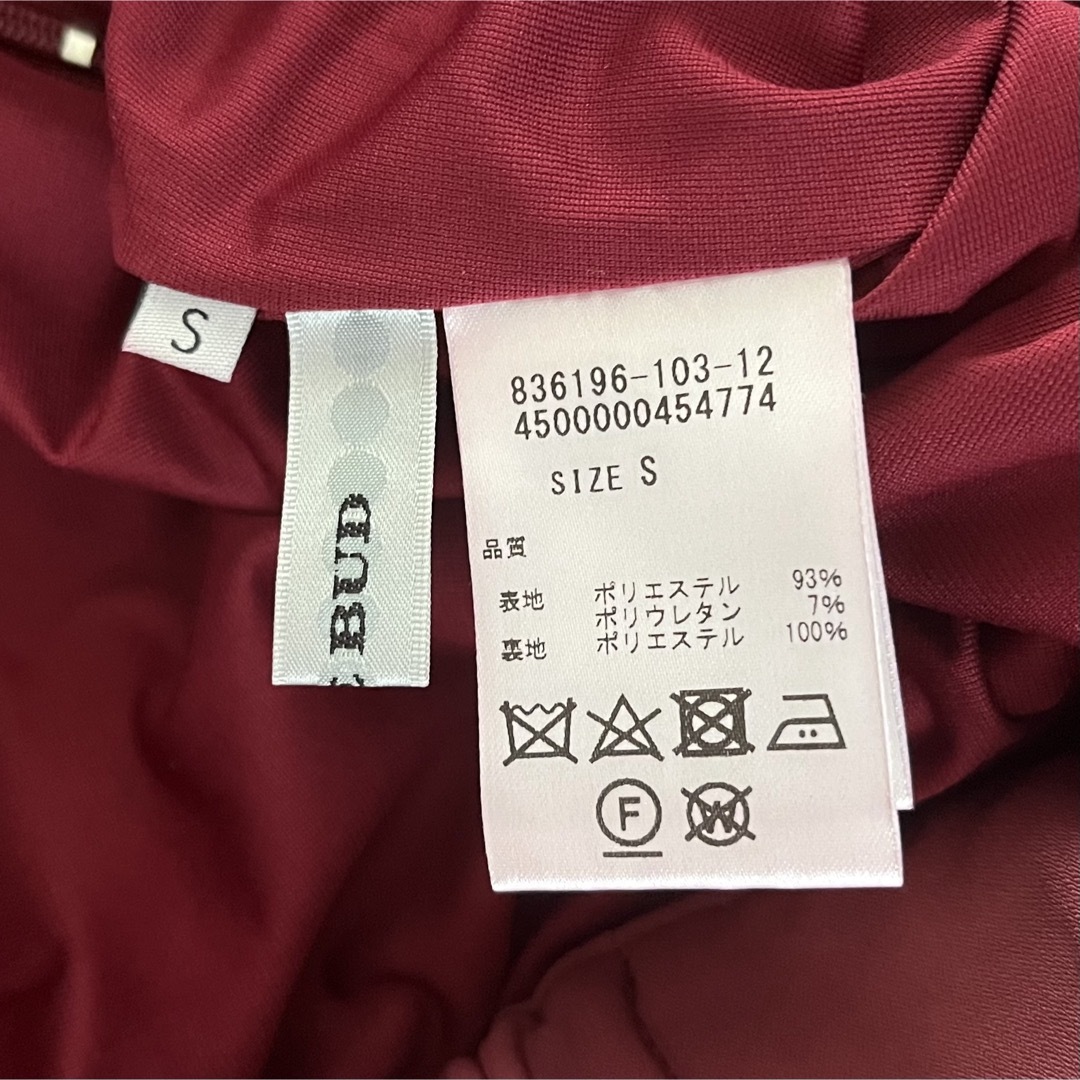 S
BUD
836196-103-12
4500000454774
SIZE S
品質
表地 ポリエステル 93%
ポリウレタン 7%
裏地 ポリエステル 100%
F
W